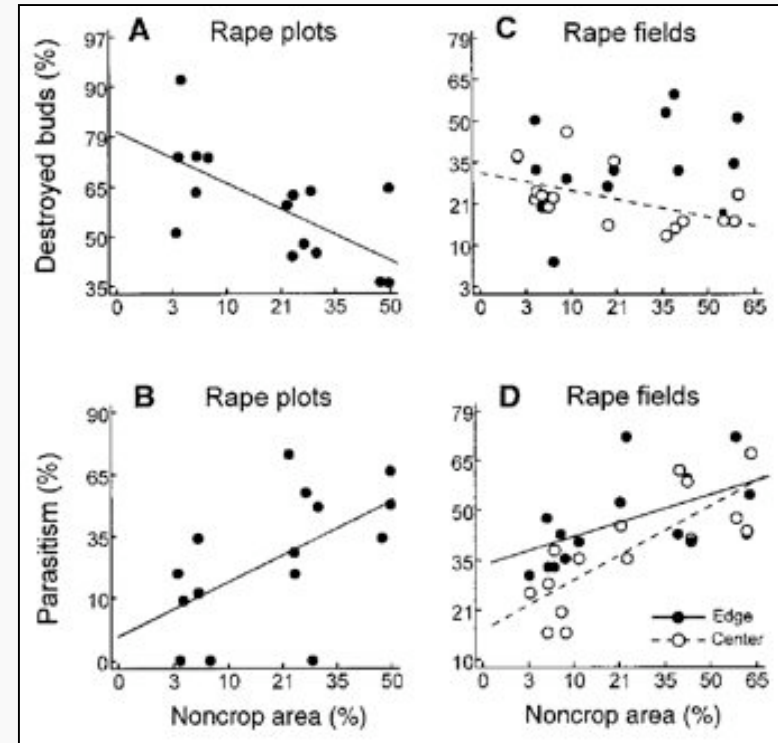 A Rape plots
Destroyed buds (%)
97
90
79
65
50
35
0 3 10 21 35 50
C Rape fields
79
65
50
35
21
10
3
0 3 10 21 35 50 65
B Rape plots
Parasitism (%)
90
65
35
10
0
0 3 10 21 35 50
Noncrop area (%)
D Rape fields
79
65
50
35
21
10
Edge
Center
0 3 10 21 35 50 65
Noncrop area (%)